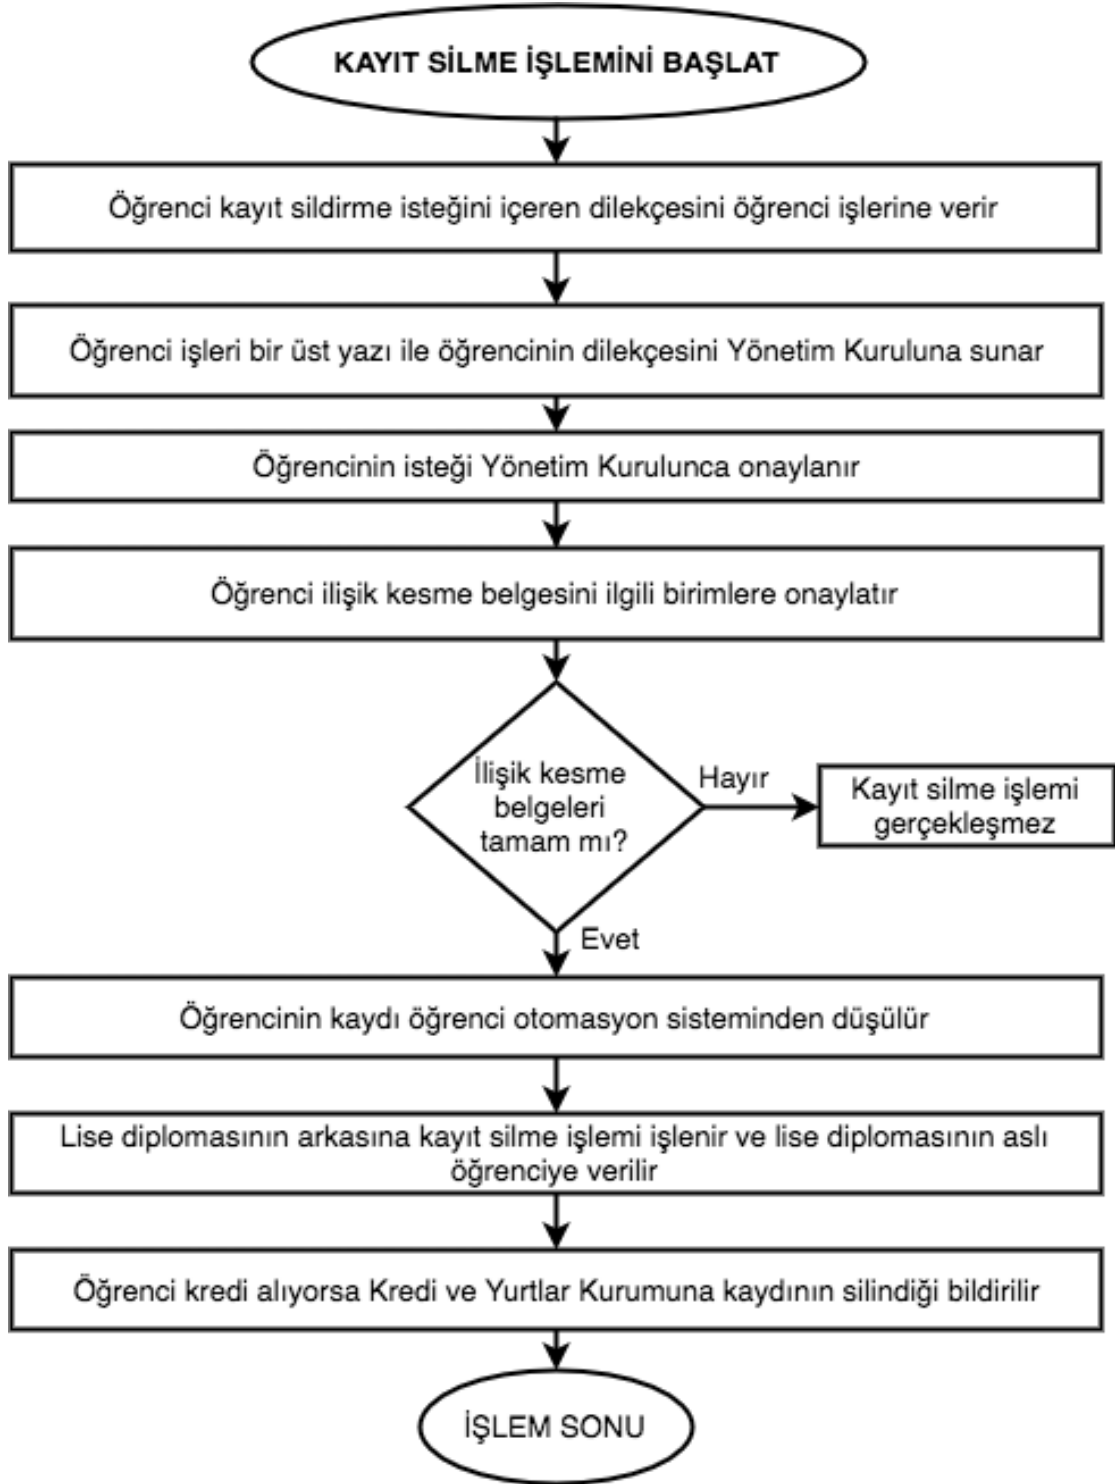 KAYIT SİLME İŞLEMİNİ BAŞLAT
Öğrenci kayıt sildirme isteğini içeren dilekçesini öğrenci işlerine verir
Öğrenci işleri bir üst yazı ile öğrencinin dilekçesini Yönetim Kuruluna sunar
Öğrencinin isteği Yönetim Kurulunca onaylanır
Öğrenci ilişik kesme belgesini ilgili birimlere onaylatır
İlişik kesme
belgeleri
tamam mı?
Hayır
Kayıt silme işlemi
gerçekleşmez
Evet
Öğrencinin kaydı öğrenci otomasyon sisteminden düşülür
Lise diplomasının arkasına kayıt silme işlemi işlenir ve lise diplomasının aslı
öğrenciye verilir
Öğrenci kredi alıyorsa Kredi ve Yurtlar Kurumuna kaydının silindiği bildirilir
İŞLEM SONU